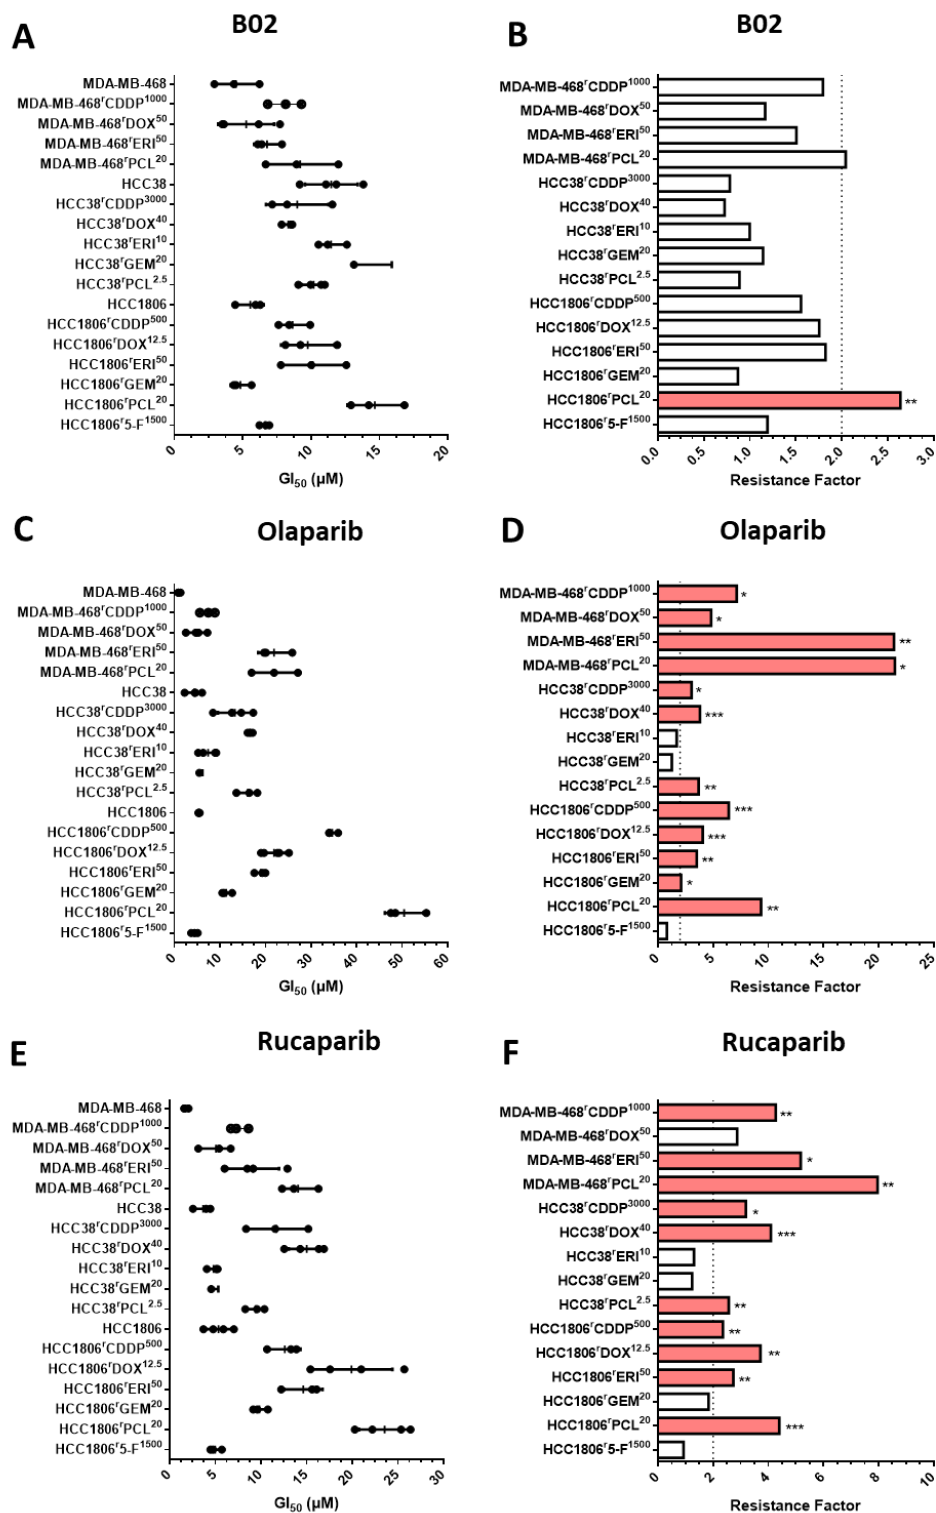 A
B02
MDA-MB-468
MDA-MB-468ʳCDDP¹⁰⁰⁰
MDA-MB-468ʳDOX⁵⁰
MDA-MB-468ʳERI⁵⁰
MDA-MB-468ʳPCL²⁰
HCC38
HCC38ʳCDDP³⁰⁰⁰
HCC38ʳDOX⁴⁰
HCC38ʳERI¹⁰
HCC38ʳGEM²⁰
HCC38ʳPCL²·⁵
HCC1806
HCC1806ʳCDDP⁵⁰⁰
HCC1806ʳDOX¹²·⁵
HCC1806ʳERI⁵⁰
HCC1806ʳGEM²⁰
HCC1806ʳPCL²⁰
HCC1806ʳ5-F¹⁵⁰⁰
0 5 10 15 20
GI₅₀ (µM)
B
B02
MDA-MB-468ʳCDDP¹⁰⁰⁰
MDA-MB-468ʳDOX⁵⁰
MDA-MB-468ʳERI⁵⁰
MDA-MB-468ʳPCL²⁰
HCC38ʳCDDP³⁰⁰⁰
HCC38ʳDOX⁴⁰
HCC38ʳERI¹⁰
HCC38ʳGEM²⁰
HCC38ʳPCL²·⁵
HCC1806ʳCDDP⁵⁰⁰
HCC1806ʳDOX¹²·⁵
HCC1806ʳERI⁵⁰
HCC1806ʳGEM²⁰
HCC1806ʳPCL²⁰ **
HCC1806ʳ5-F¹⁵⁰⁰
0.0 0.5 1.0 1.5 2.0 2.5 3.0
Resistance Factor
C
Olaparib
MDA-MB-468
MDA-MB-468ʳCDDP¹⁰⁰⁰
MDA-MB-468ʳDOX⁵⁰
MDA-MB-468ʳERI⁵⁰
MDA-MB-468ʳPCL²⁰
HCC38
HCC38ʳCDDP³⁰⁰⁰
HCC38ʳDOX⁴⁰
HCC38ʳERI¹⁰
HCC38ʳGEM²⁰
HCC38ʳPCL²·⁵
HCC1806
HCC1806ʳCDDP⁵⁰⁰
HCC1806ʳDOX¹²·⁵
HCC1806ʳERI⁵⁰
HCC1806ʳGEM²⁰
HCC1806ʳPCL²⁰
HCC1806ʳ5-F¹⁵⁰⁰
0 10 20 30 40 50 60
GI₅₀ (µM)
D
Olaparib
MDA-MB-468ʳCDDP¹⁰⁰⁰ *
MDA-MB-468ʳDOX⁵⁰ *
MDA-MB-468ʳERI⁵⁰ **
MDA-MB-468ʳPCL²⁰ *
HCC38ʳCDDP³⁰⁰⁰ *
HCC38ʳDOX⁴⁰ ***
HCC38ʳERI¹⁰
HCC38ʳGEM²⁰
HCC38ʳPCL²·⁵ **
HCC1806ʳCDDP⁵⁰⁰ ***
HCC1806ʳDOX¹²·⁵ ***
HCC1806ʳERI⁵⁰ **
HCC1806ʳGEM²⁰ *
HCC1806ʳPCL²⁰ **
HCC1806ʳ5-F¹⁵⁰⁰
0 5 10 15 20 25
Resistance Factor
E
Rucaparib
MDA-MB-468
MDA-MB-468ʳCDDP¹⁰⁰⁰
MDA-MB-468ʳDOX⁵⁰
MDA-MB-468ʳERI⁵⁰
MDA-MB-468ʳPCL²⁰
HCC38
HCC38ʳCDDP³⁰⁰⁰
HCC38ʳDOX⁴⁰
HCC38ʳERI¹⁰
HCC38ʳGEM²⁰
HCC38ʳPCL²·⁵
HCC1806
HCC1806ʳCDDP⁵⁰⁰
HCC1806ʳDOX¹²·⁵
HCC1806ʳERI⁵⁰
HCC1806ʳGEM²⁰
HCC1806ʳPCL²⁰
HCC1806ʳ5-F¹⁵⁰⁰
0 5 10 15 20 25 30
GI₅₀ (µM)
F
Rucaparib
MDA-MB-468ʳCDDP¹⁰⁰⁰ **
MDA-MB-468ʳDOX⁵⁰
MDA-MB-468ʳERI⁵⁰ *
MDA-MB-468ʳPCL²⁰ **
HCC38ʳCDDP³⁰⁰⁰ *
HCC38ʳDOX⁴⁰ ***
HCC38ʳERI¹⁰
HCC38ʳGEM²⁰
HCC38ʳPCL²·⁵ **
HCC1806ʳCDDP⁵⁰⁰ **
HCC1806ʳDOX¹²·⁵ **
HCC1806ʳERI⁵⁰ **
HCC1806ʳGEM²⁰
HCC1806ʳPCL²⁰ ***
HCC1806ʳ5-F¹⁵⁰⁰
0 2 4 6 8 10
Resistance Factor